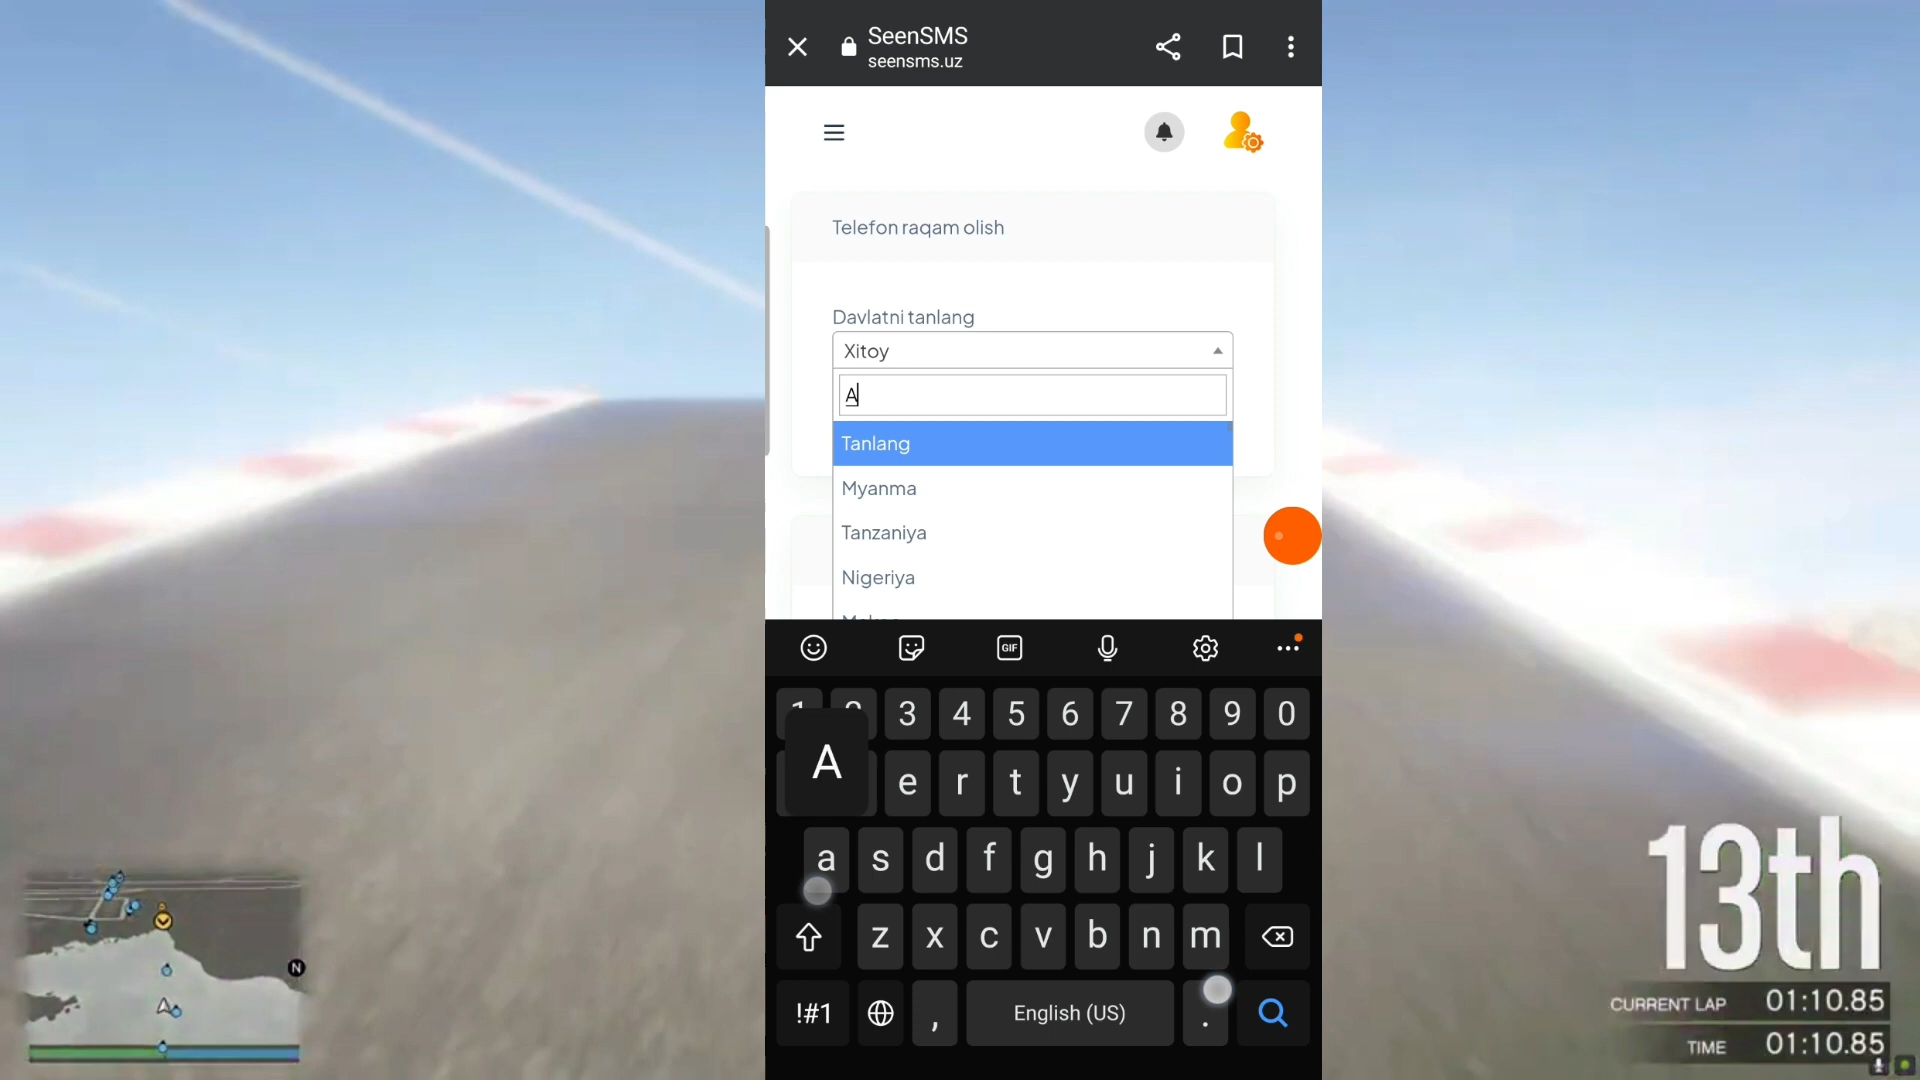 SeenSMS
seensms.uz
Telefon raqam olish
Davlatni tanlang
Xitoy
A
Tanlang
Myanma
Tanzaniya
Nigeriya
GIF
3 4 5 6 7 8 9 0
A
e r t y u i o p
a s d f g h j k l
z x c v b n m
!#1 , English (US) .
N
13th
CURRENT LAP 01:10.85
TIME 01:10.85